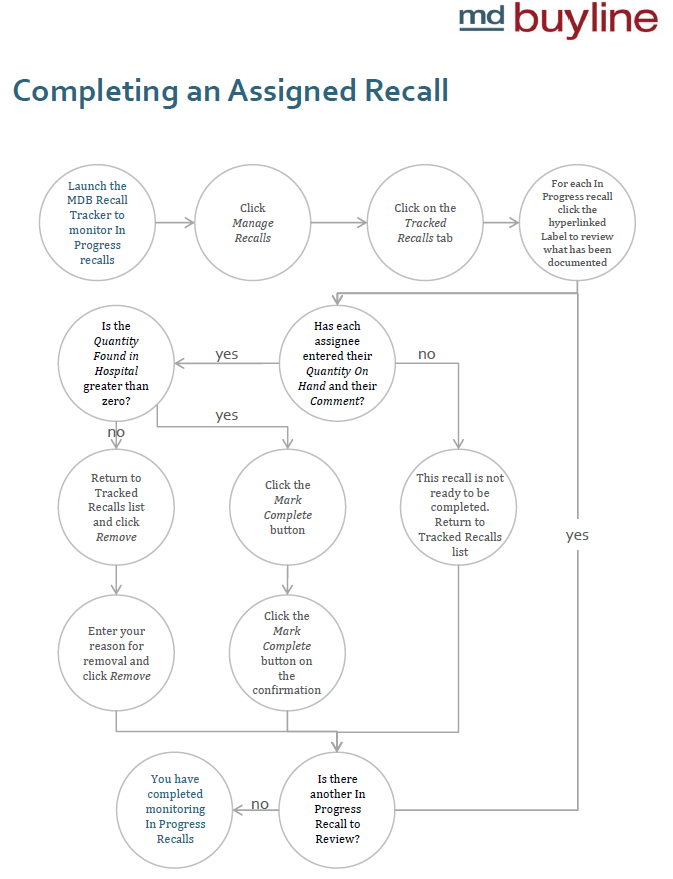 md buyline
Completing an Assigned Recall
Launch the
MDB Recall
Tracker to
monitor In
Progress
recalls
Click
Manage
Recalls
Click on the
Tracked
Recalls tab
For each In
Progress recall
click the
hyperlinked
Label to review
what has been
documented
Is the
Quantity
Found in
Hospital
greater than
zero?
yes
Has each
assignee
entered their
Quantity On
Hand and their
Comment?
no
yes
no
Return to
Tracked
Recalls list
and click
Remove
Click the
Mark
Complete
button
This recall is not
ready to be
completed.
Return to
Tracked Recalls
list
yes
Enter your
reason for
removal and
click Remove
Click the
Mark
Complete
button on
the
confirmation
You have
completed
monitoring
In Progress
Recalls
no
Is there
another In
Progress
Recall to
Review?